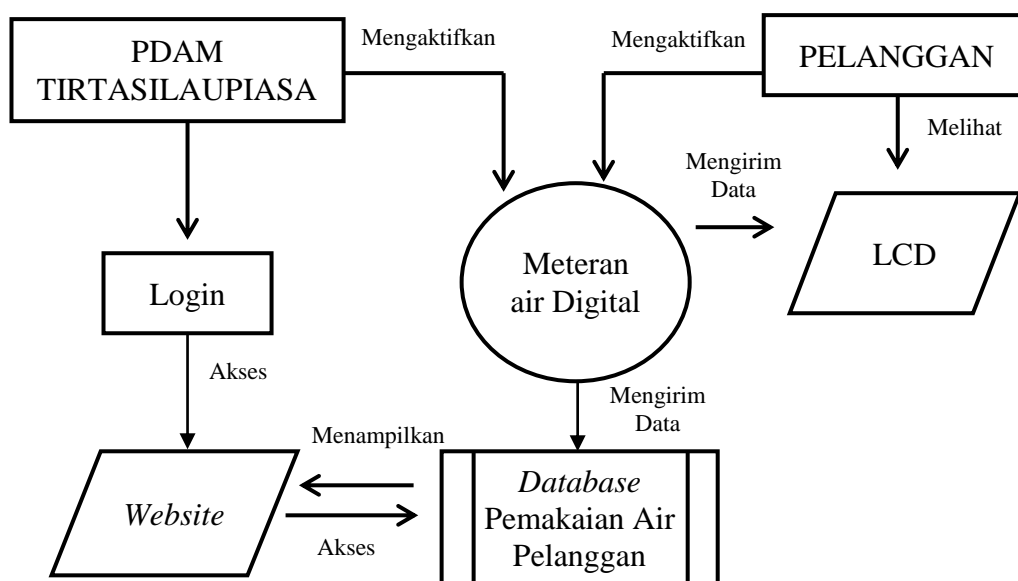 PDAM
TIRTASILAUPIASA
Mengaktifkan
Mengaktifkan
PELANGGAN
Melihat
Mengirim
Data
LCD
Meteran
air Digital
Login
Akses
Mengirim
Data
Menampilkan
Website
Akses
Database
Pemakaian Air
Pelanggan